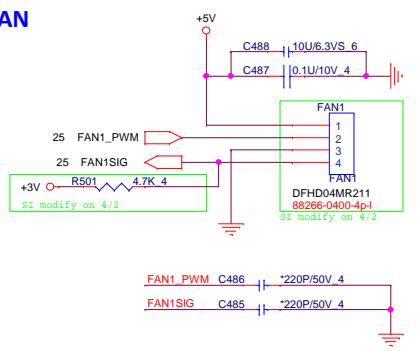 AN
+5V
C488 10U/6.3VS_6
C487 0.1U/10V_4
FAN1
1
25 FAN1_PWM 2
3
25 FAN1SIG 4
FAN1
+3V R501 4.7K_4
DFHD04MR211
88266-0400-4p-l
SI modify on 4/2
SI modify on 4/2
FAN1_PWM C486 *220P/50V_4
FAN1SIG C485 *220P/50V_4